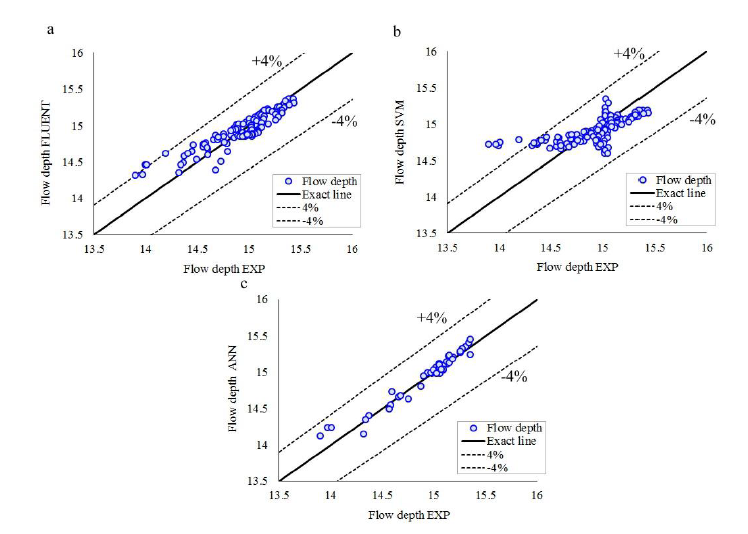 a
16
15.5
15
14.5
14
13.5
Flow depth FLUENT
+4%
-4%
Flow depth
Exact line
4%
-4%
13.5 14 14.5 15 15.5 16
Flow depth EXP
b
16
15.5
15
14.5
14
13.5
Flow depth SVM
+4%
-4%
Flow depth
Exact line
4%
-4%
13.5 14 14.5 15 15.5 16
Flow depth EXP
c
16
15.5
15
14.5
14
13.5
Flow depth ANN
+4%
-4%
Flow depth
Exact line
4%
-4%
13.5 14 14.5 15 15.5 16
Flow depth EXP